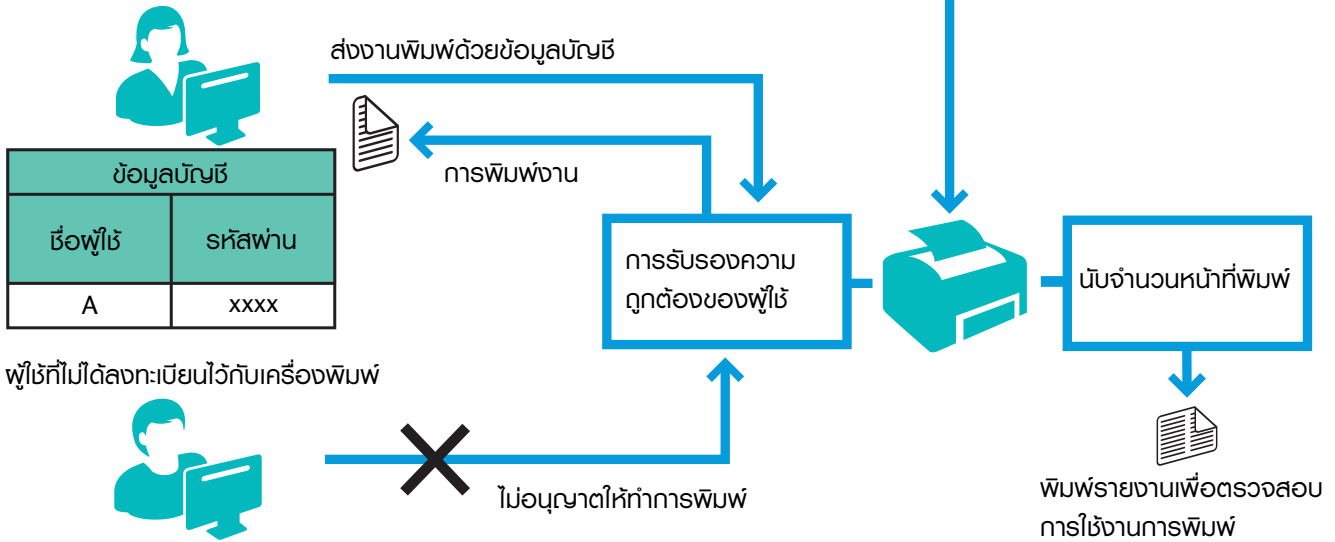 ส่งงานพิมพ์ด้วยข้อมูลบัญชี
การพิมพ์งาน
ข้อมูลบัญชี
ชื่อผู้ใช้ รหัสผ่าน
A xxxx
การรับรองความ
ถูกต้องของผู้ใช้
นับจำนวนหน้าที่พิมพ์
ผู้ใช้ที่ไม่ได้ลงทะเบียนไว้กับเครื่องพิมพ์
ไม่อนุญาตให้ทำการพิมพ์
พิมพ์รายงานเพื่อตรวจสอบ
การใช้งานการพิมพ์